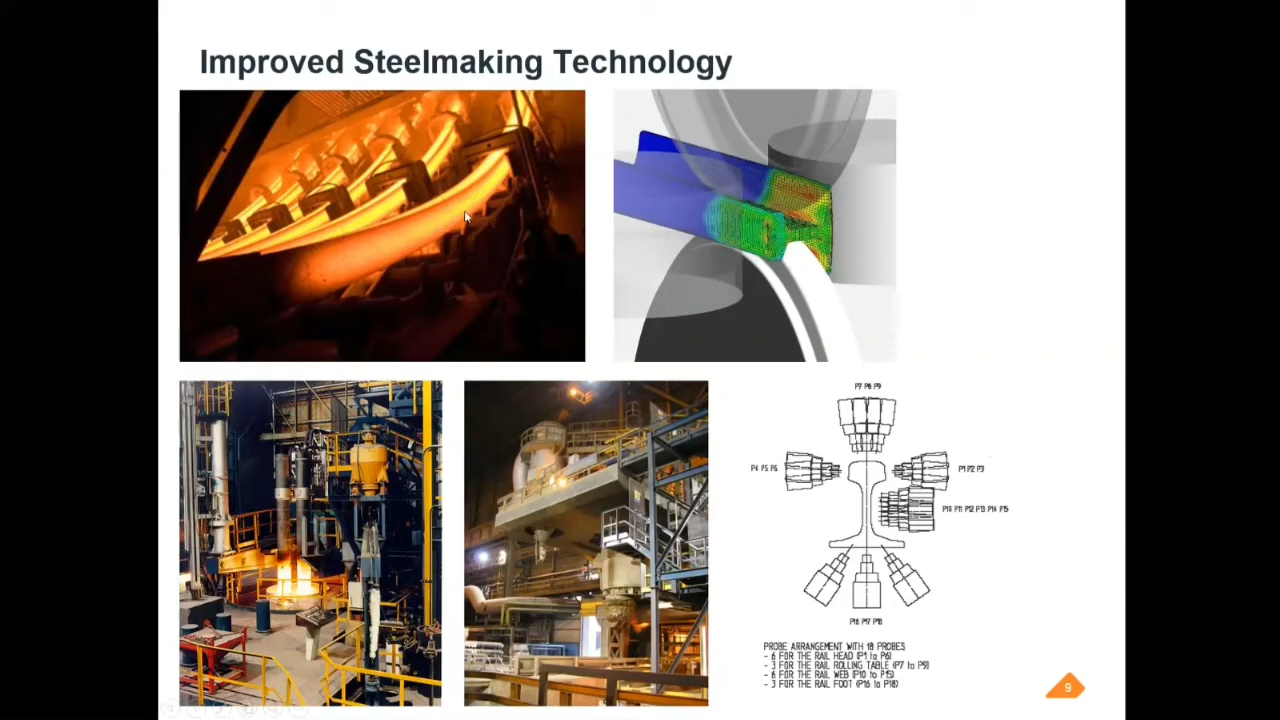 Improved Steelmaking Technology
P7 P8 P9
P4 P5 P6
P1 P2 P3
P10 P11 P12 P13 P14 P15
P16 P17 P18
PROBE ARRANGEMENT WITH 18 PROBES
- 6 FOR THE RAIL HEAD (P1 to P6)
- 3 FOR THE RAIL ROLLING TABLE (P7 to P9)
- 6 FOR THE RAIL WEB (P10 to P15)
- 3 FOR THE RAIL FOOT (P16 to P18)
9